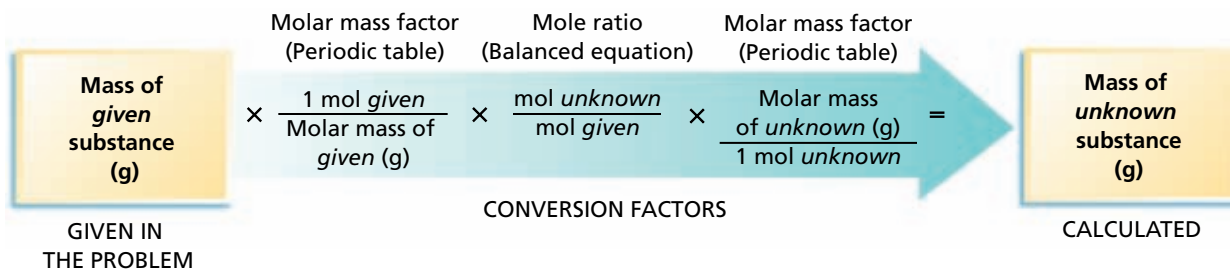 Molar mass factor
(Periodic table)
Mole ratio
(Balanced equation)
Molar mass factor
(Periodic table)
Mass of
given
substance
(g)
×
1 mol given
Molar mass of
given (g)
×
mol unknown
mol given
×
Molar mass
of unknown (g)
1 mol unknown
=
Mass of
unknown
substance
(g)
CONVERSION FACTORS
GIVEN IN
THE PROBLEM
CALCULATED